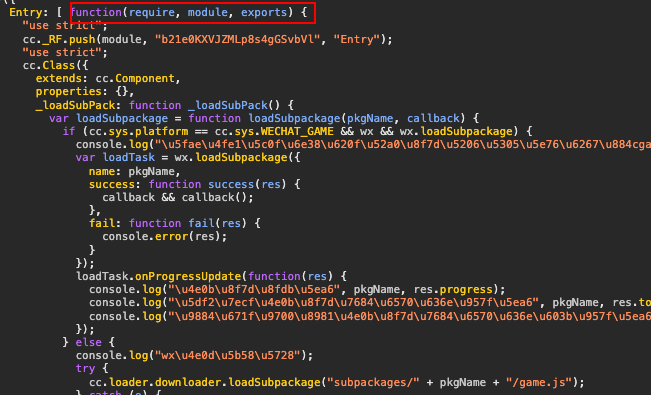 Entry: [ function(require, module, exports) {
"use strict";
cc._RF.push(module, "b21e0KXVJZMLp8s4gGSvbVl", "Entry");
"use strict";
cc.Class({
extends: cc.Component,
properties: {},
_loadSubPack: function _loadSubPack() {
var loadSubpackage = function loadSubpackage(pkgName, callback) {
if (cc.sys.platform == cc.sys.WECHAT_GAME && wx && wx.loadSubpackage) {
console.log("\u5fae\u4fe1\u5c0f\u6e38\u620f\u52a0\u8f7d\u5206\u5305\u5e76\u6267\u884cga
var loadTask = wx.loadSubpackage({
name: pkgName,
success: function success(res) {
callback && callback();
},
fail: function fail(res) {
console.error(res);
}
});
loadTask.onProgressUpdate(function(res) {
console.log("\u4e0b\u8f7d\u8fdb\u5ea6", pkgName, res.progress);
console.log("\u5df2\u7ecf\u4e0b\u8f7d\u7684\u6570\u636e\u957f\u5ea6", pkgName, res.to
console.log("\u9884\u671f\u9700\u8981\u4e0b\u8f7d\u7684\u6570\u636e\u603b\u957f\u5ea6
});
} else {
console.log("wx\u4e0d\u5b58\u5728");
try {
cc.loader.downloader.loadSubpackage("subpackages/" + pkgName + "/game.js");
} catch (e) {